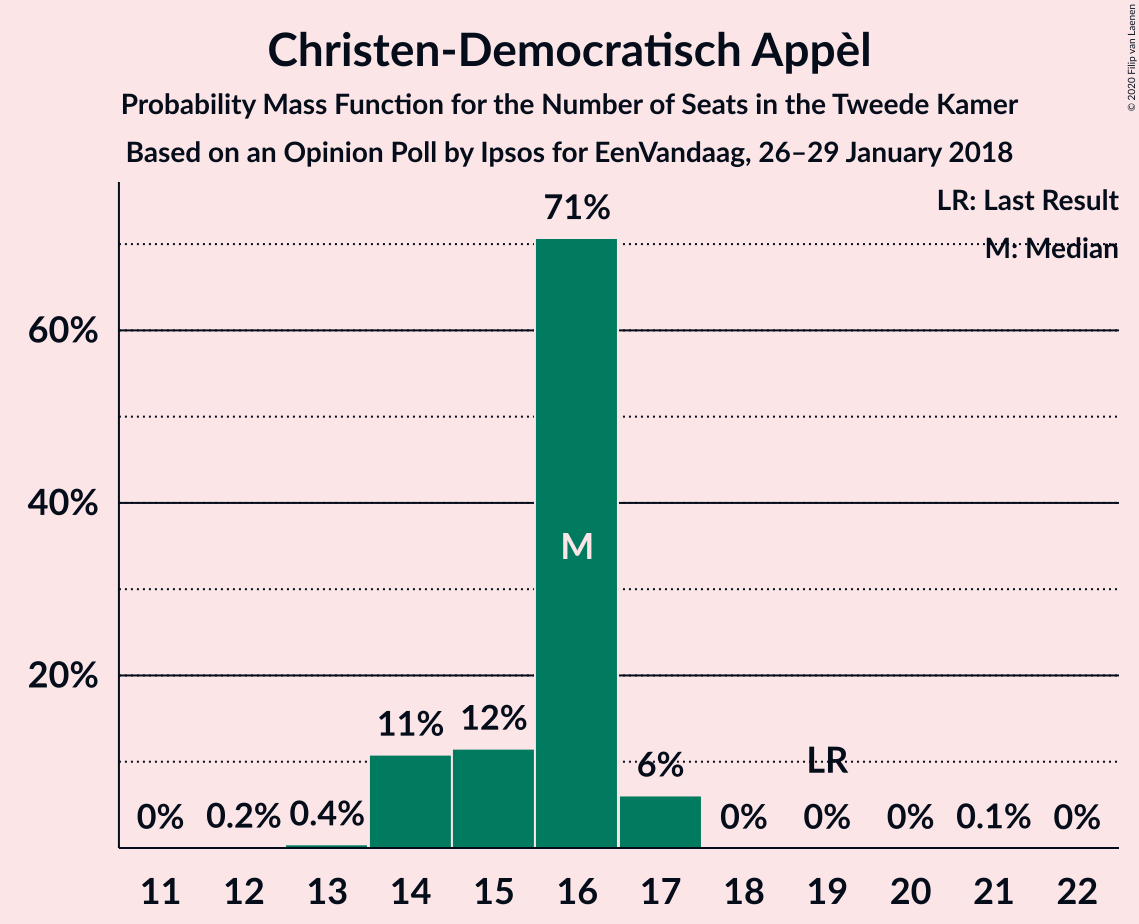 Christen-Democratisch Appèl
Probability Mass Function for the Number of Seats in the Tweede Kamer
Based on an Opinion Poll by Ipsos for EenVandaag, 26–29 January 2018
© 2020 Filip van Laenen
LR: Last Result
M: Median
71%
60%
40%
M
20%
11%
12%
6%
LR
0%
0.2%
0.4%
0%
0%
0%
0.1%
0%
11 12 13 14 15 16 17 18 19 20 21 22